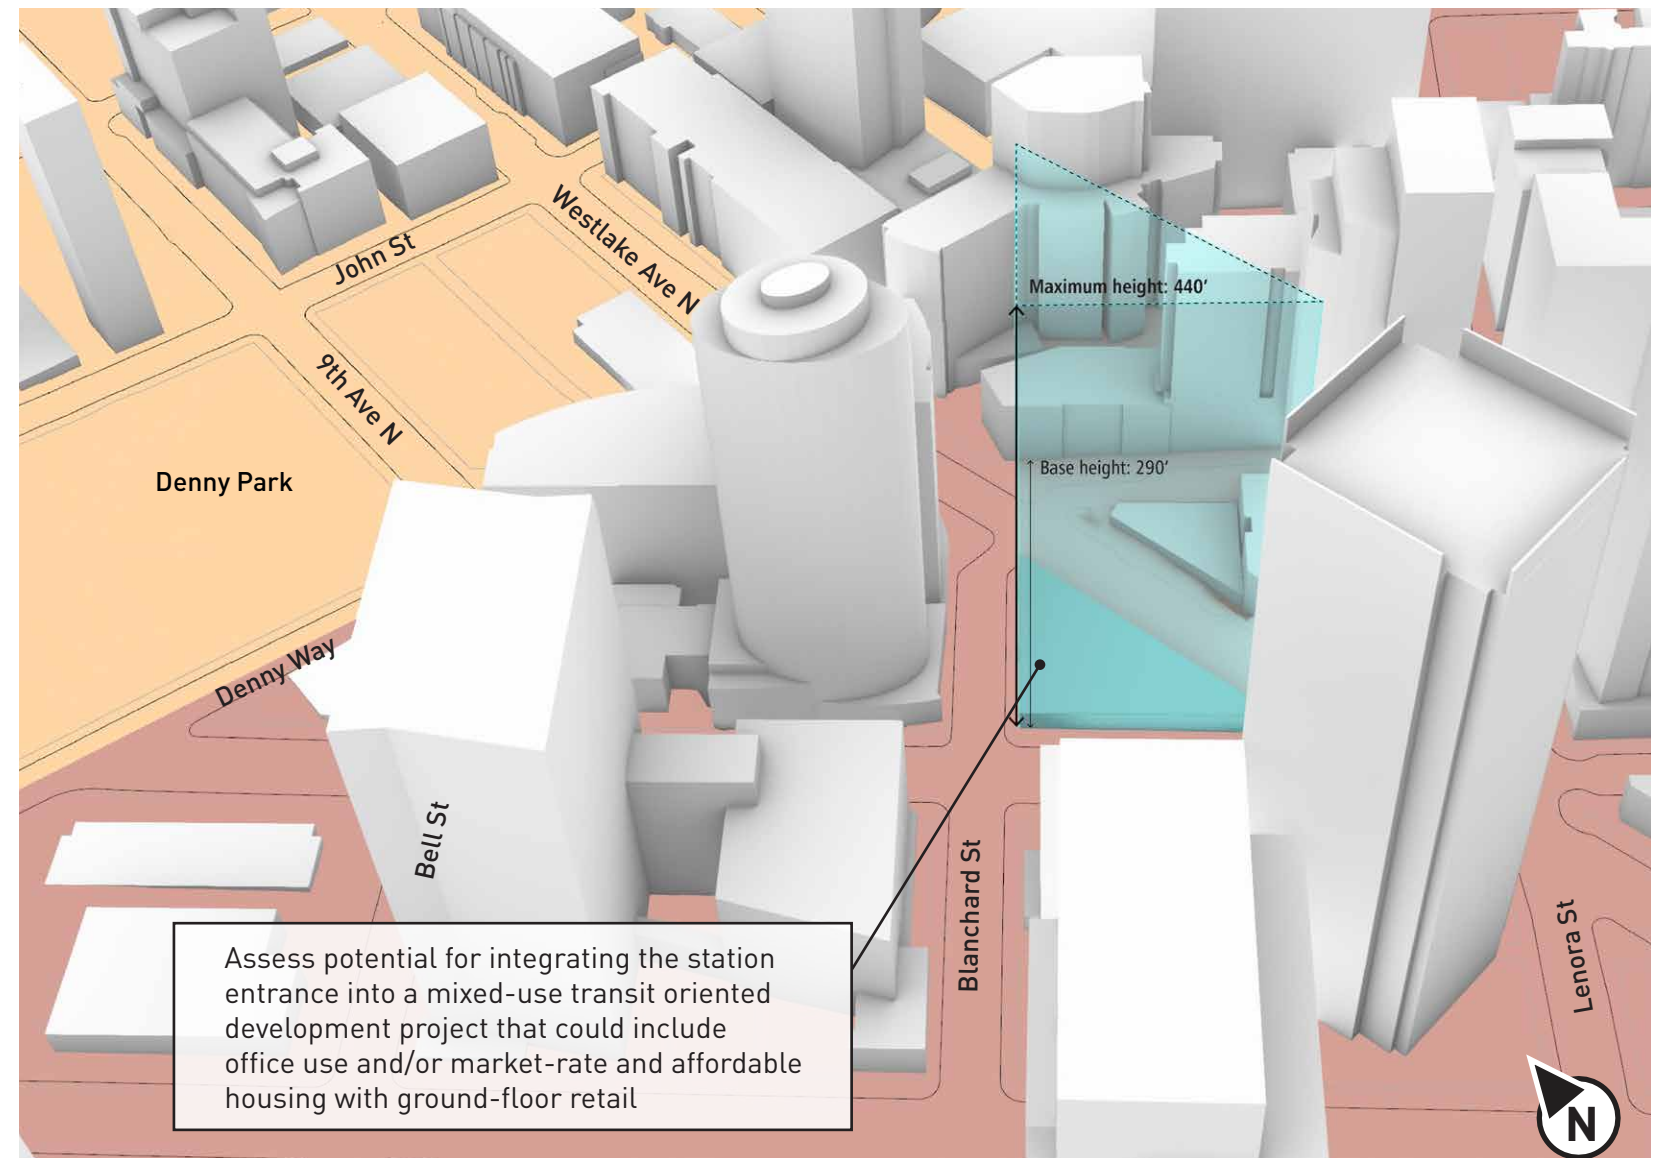 Westlake Ave N
John St
Maximum height: 440'
9th Ave N
Base height: 290'
Denny Park
Denny Way
Bell St
Blanchard St
Lenora St
Assess potential for integrating the station
entrance into a mixed-use transit oriented
development project that could include
office use and/or market-rate and affordable
housing with ground-floor retail
N